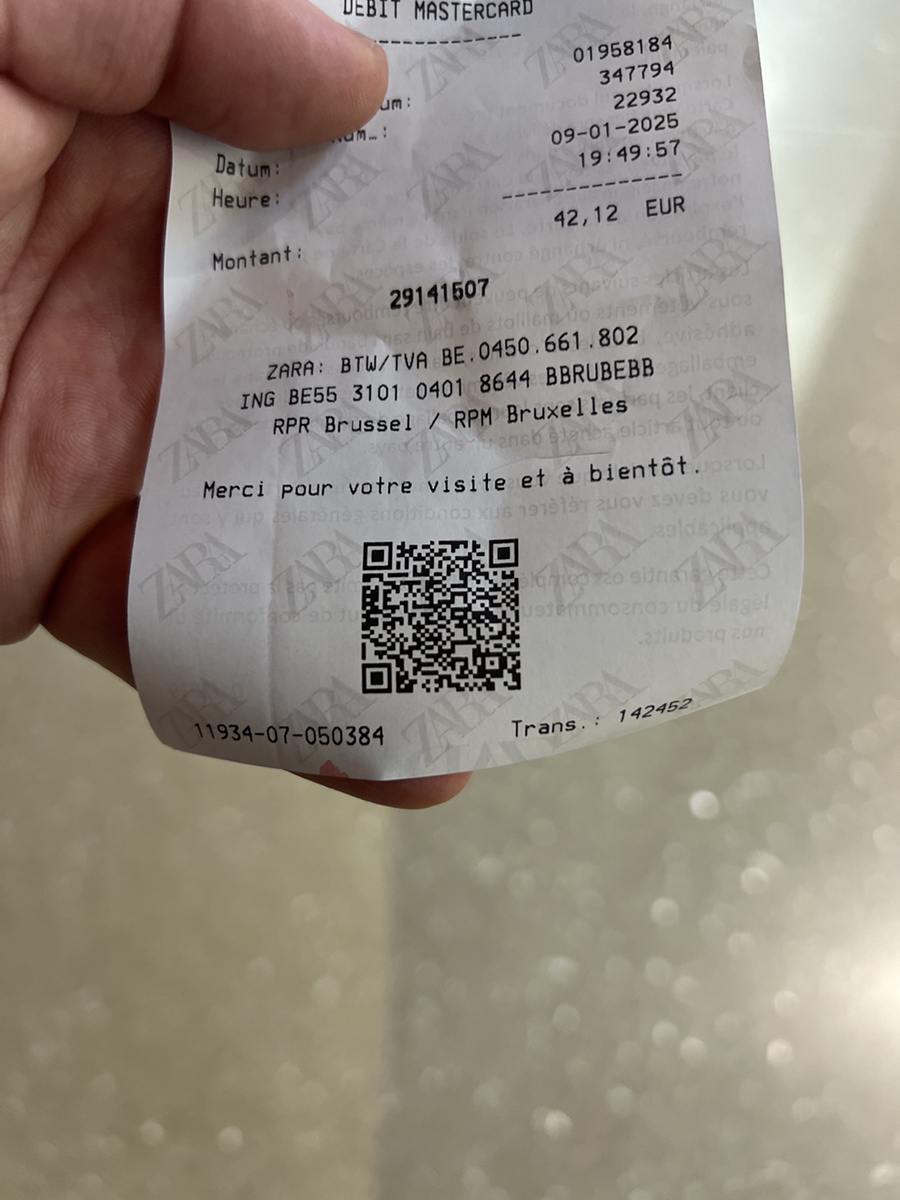 DEBIT MASTERCARD
01958184
347794
um: 22932
um_: 09-01-2025
Datum: 19:49:57
Heure:
42,12 EUR
Montant:
29141507
ZARA: BTW/TVA BE.0450.661.802
ING BE55 3101 0401 8644 BBRUBEBB
RPR Brussel / RPM Bruxelles
Merci pour votre visite et à bientôt.
11934-07-050384 Trans.: 142452